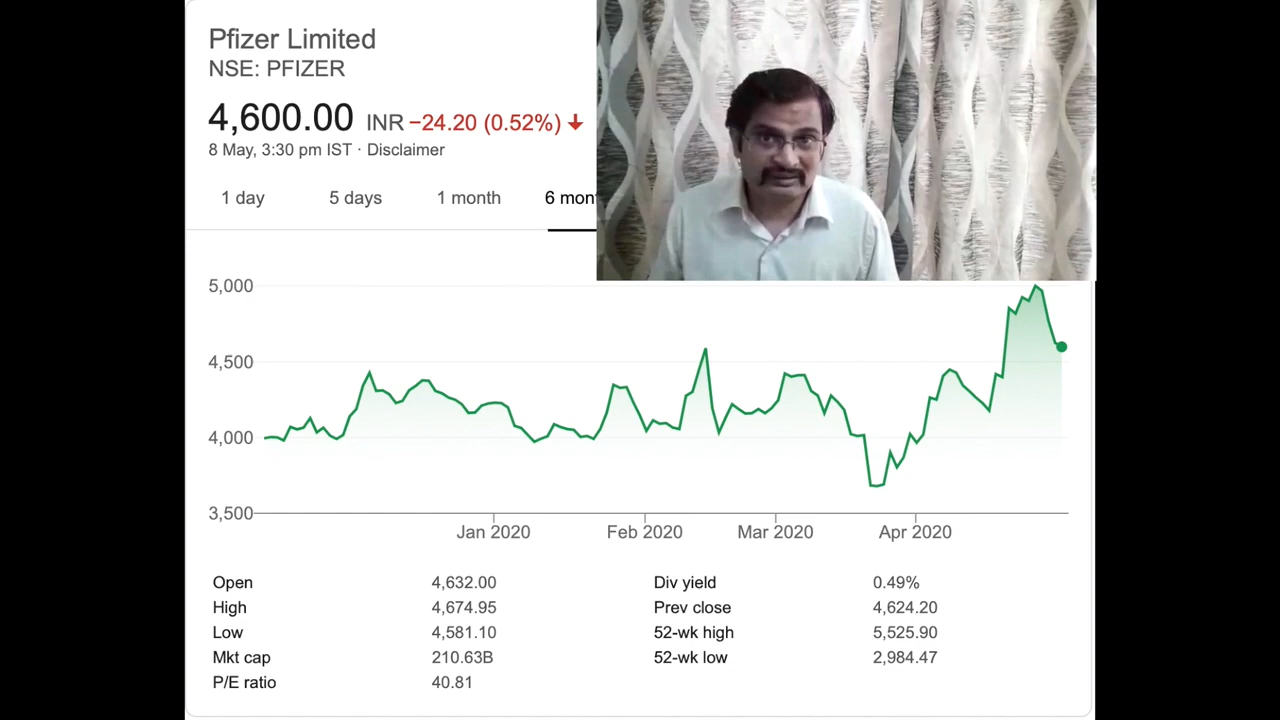 Pfizer Limited
NSE: PFIZER
4,600.00 INR −24.20 (0.52%) ↓
8 May, 3:30 pm IST · Disclaimer
1 day 5 days 1 month 6 mon
5,000
4,500
4,000
3,500
Jan 2020 Feb 2020 Mar 2020 Apr 2020
Open 4,632.00 Div yield 0.49%
High 4,674.95 Prev close 4,624.20
Low 4,581.10 52-wk high 5,525.90
Mkt cap 210.63B 52-wk low 2,984.47
P/E ratio 40.81